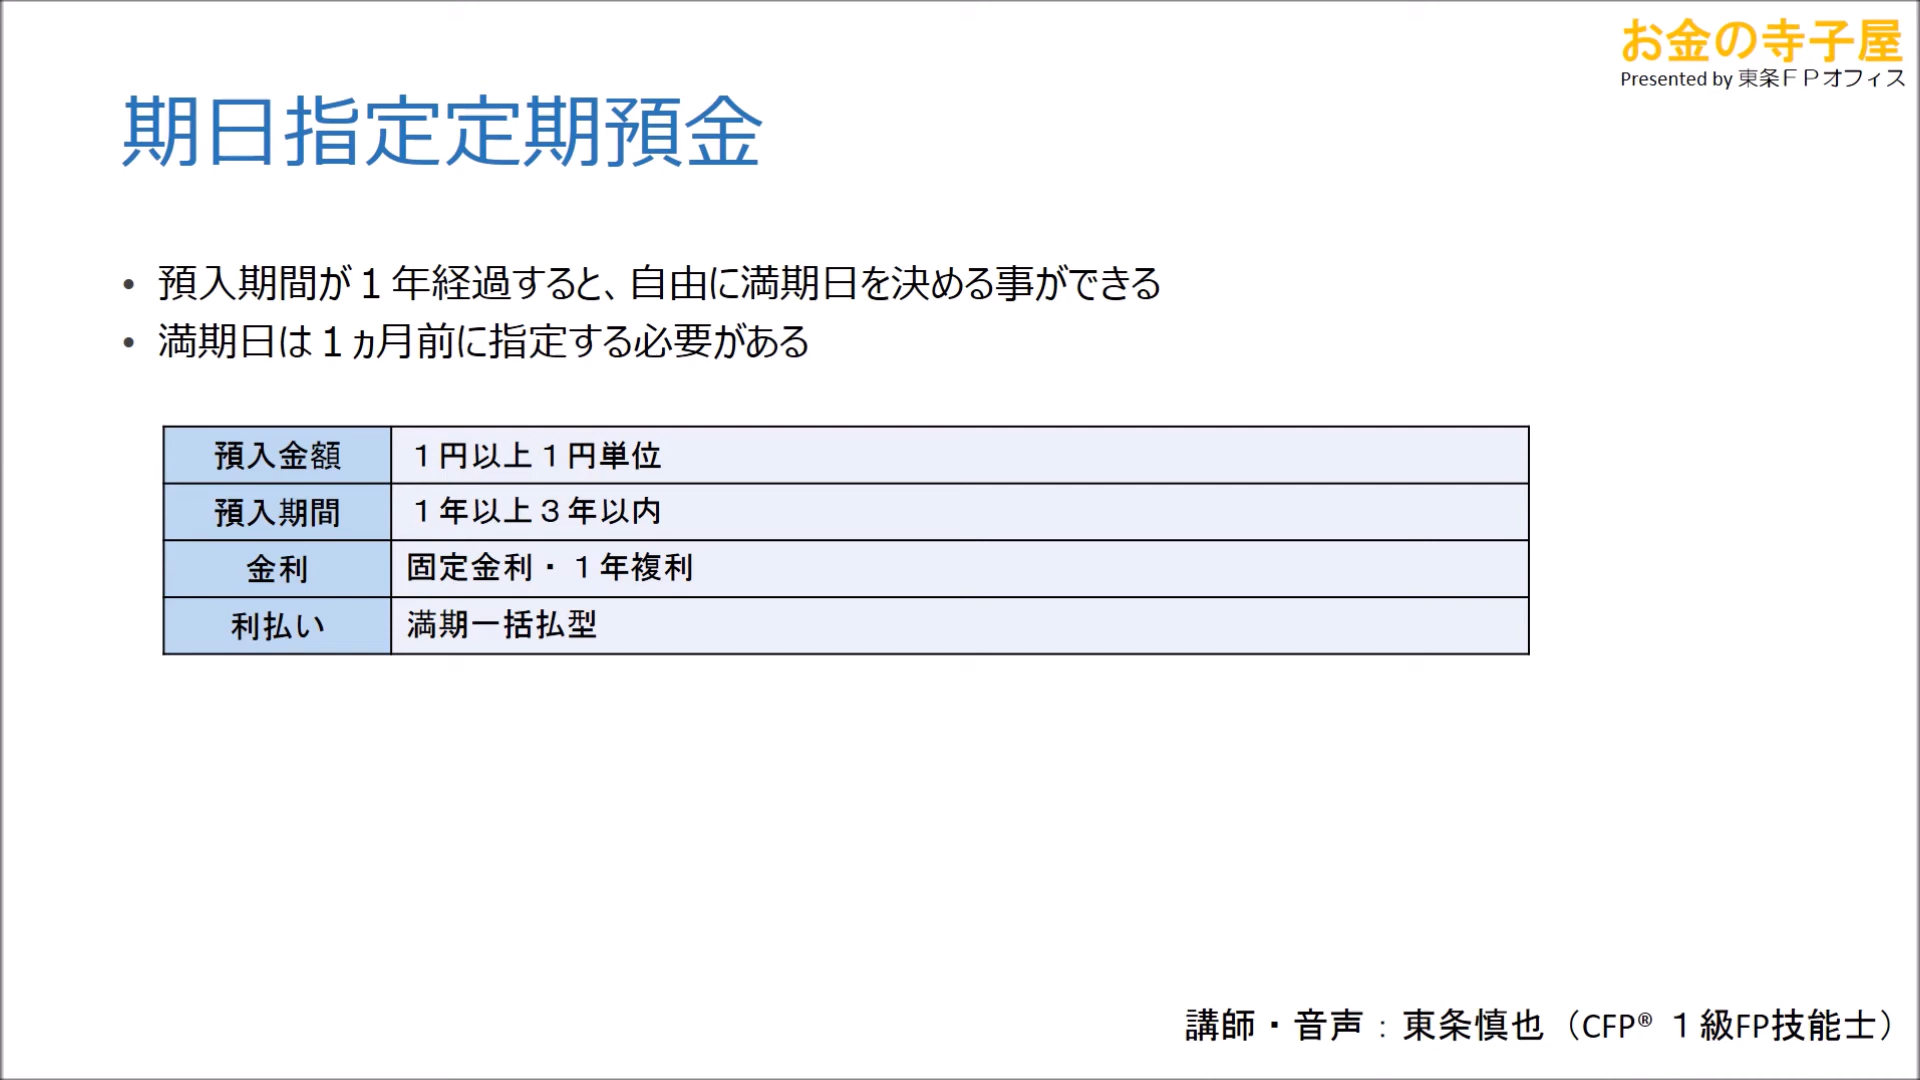 お金の寺子屋
Presented by 東条ＦＰオフィス
期日指定定期預金
• 預入期間が１年経過すると、自由に満期日を決める事ができる
• 満期日は１ヵ月前に指定する必要がある
預入金額 １円以上１円単位
預入期間 １年以上３年以内
金利 固定金利・１年複利
利払い 満期一括払型
講師・音声：東条慎也（CFP® １級FP技能士）